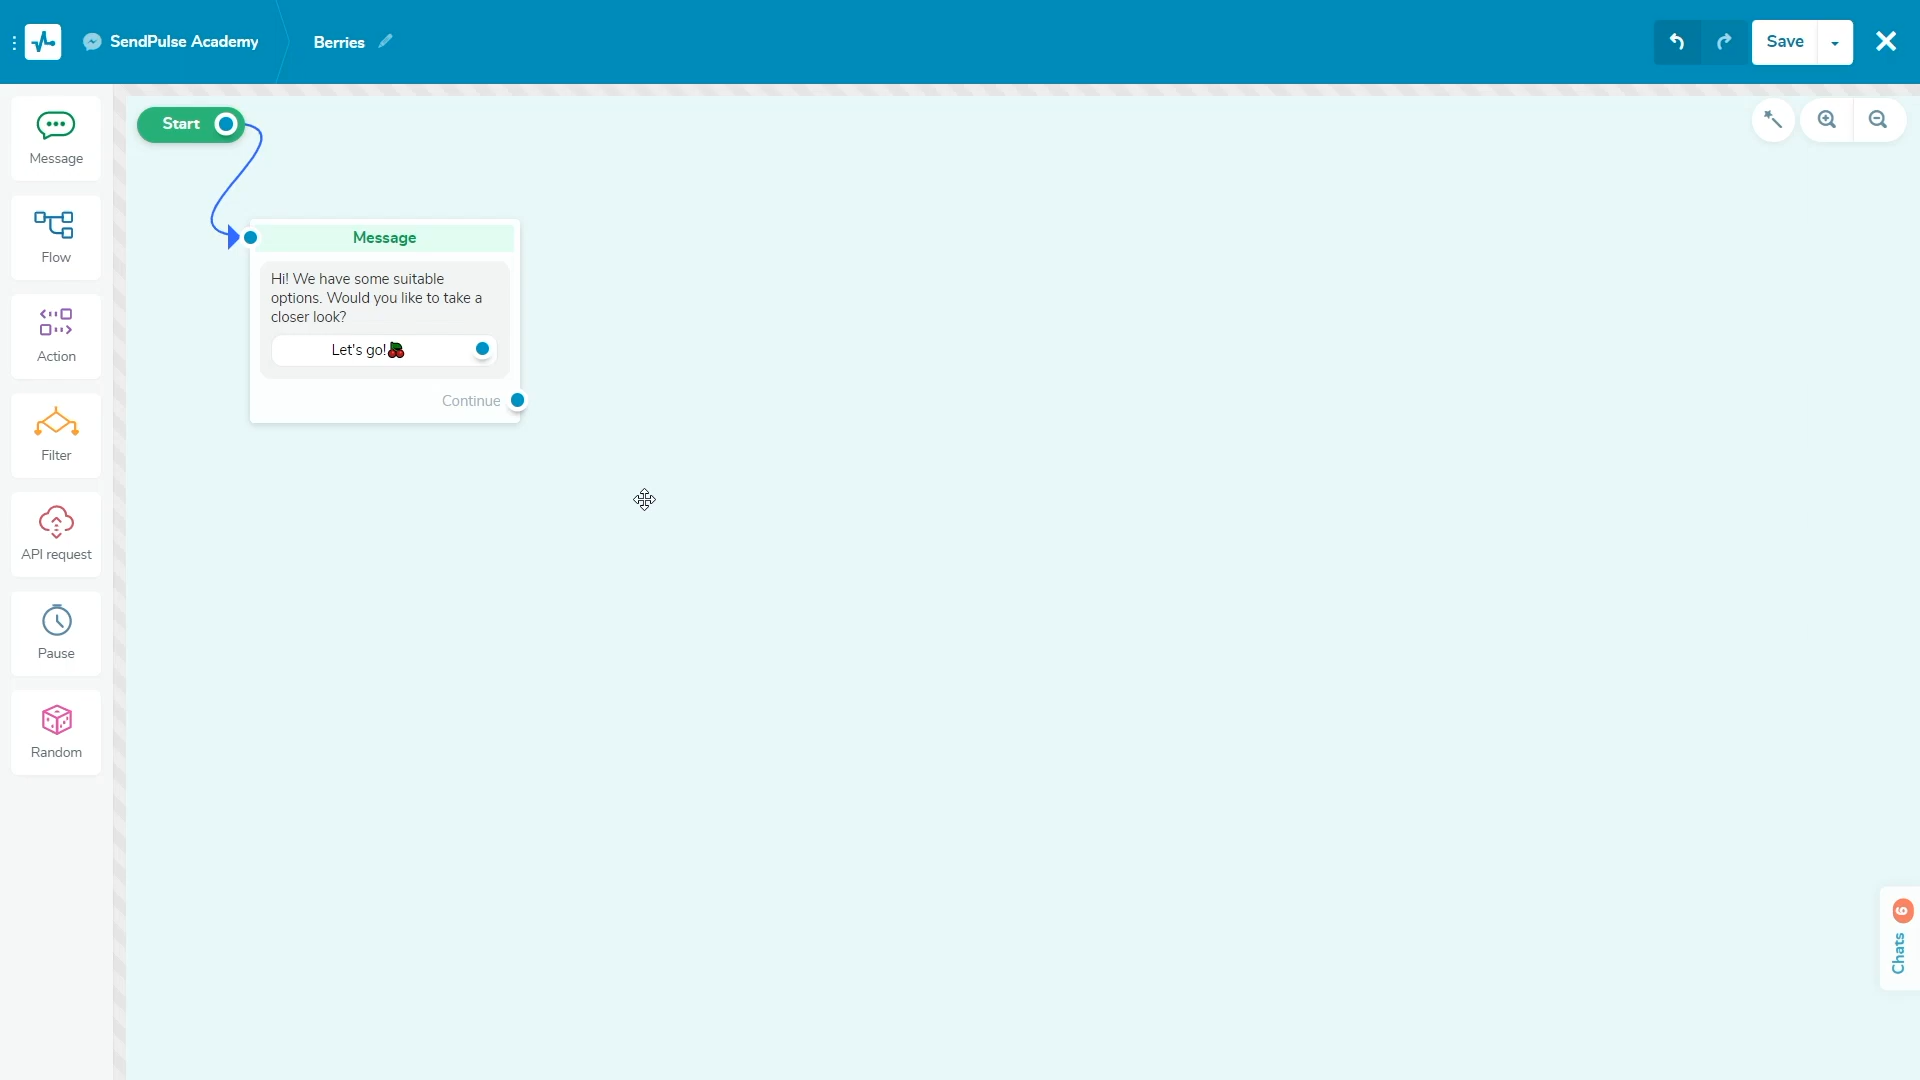 SendPulse Academy
Berries
Save
Message
Flow
Action
Filter
API request
Pause
Random
Start
Message
Hi! We have some suitable
options. Would you like to take a
closer look?
Let's go!🍒
Continue
Chats 6